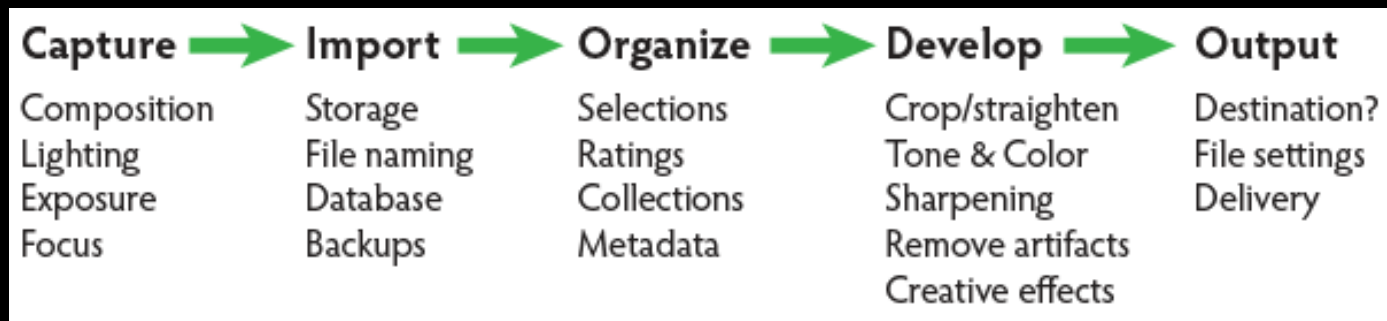 Capture
Composition
Lighting
Exposure
Focus
Import
Storage
File naming
Database
Backups
Organize
Selections
Ratings
Collections
Metadata
Develop
Crop/straighten
Tone & Color
Sharpening
Remove artifacts
Creative effects
Output
Destination?
File settings
Delivery